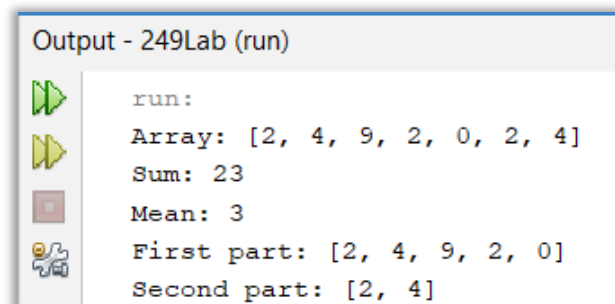 Output - 249Lab (run)
run:
Array: [2, 4, 9, 2, 0, 2, 4]
Sum: 23
Mean: 3
First part: [2, 4, 9, 2, 0]
Second part: [2, 4]